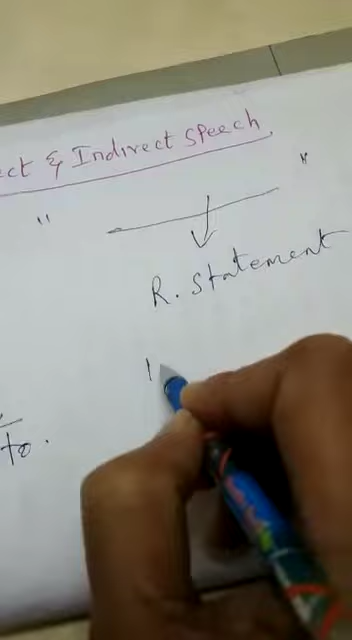 ect & Indirect Speech
" "
R. Statement
to.